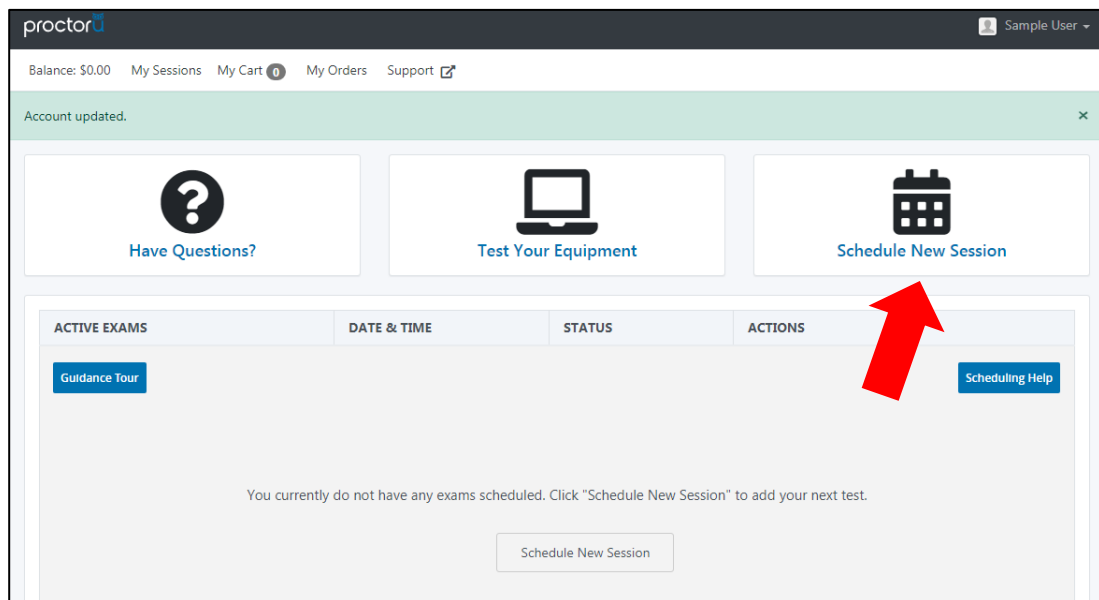 proctoru
Sample User
Balance: $0.00 My Sessions My Cart 0 My Orders Support
Account updated. ×
Have Questions?
Test Your Equipment
Schedule New Session
ACTIVE EXAMS DATE & TIME STATUS ACTIONS
Guidance Tour
Scheduling Help
You currently do not have any exams scheduled. Click "Schedule New Session" to add your next test.
Schedule New Session